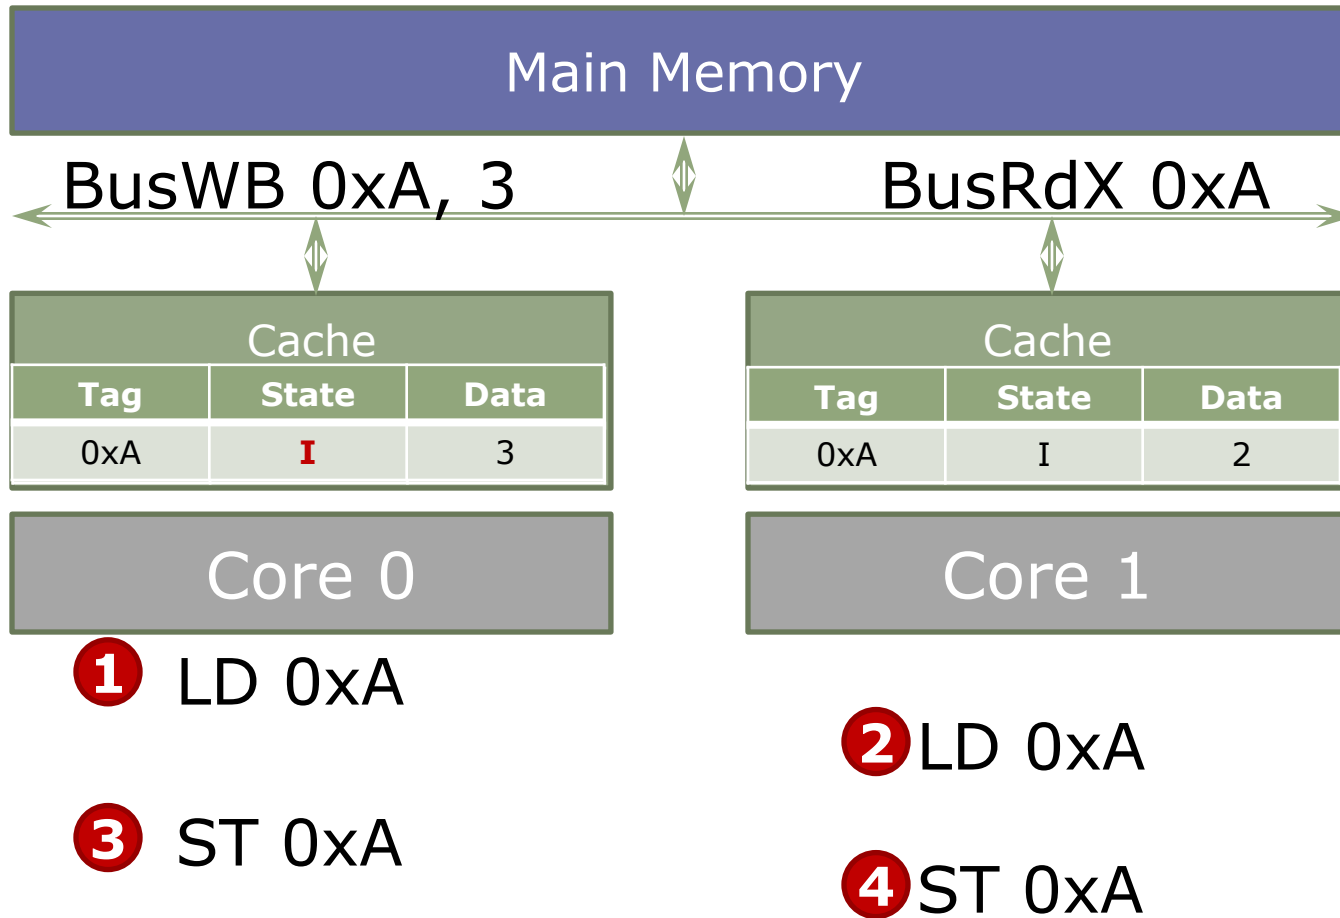 Main Memory
BusWB 0xA, 3
BusRdX 0xA
Cache
Tag State Data
0xA I 3
Cache
Tag State Data
0xA I 2
Core 0
Core 1
1 LD 0xA
2 LD 0xA
3 ST 0xA
4 ST 0xA